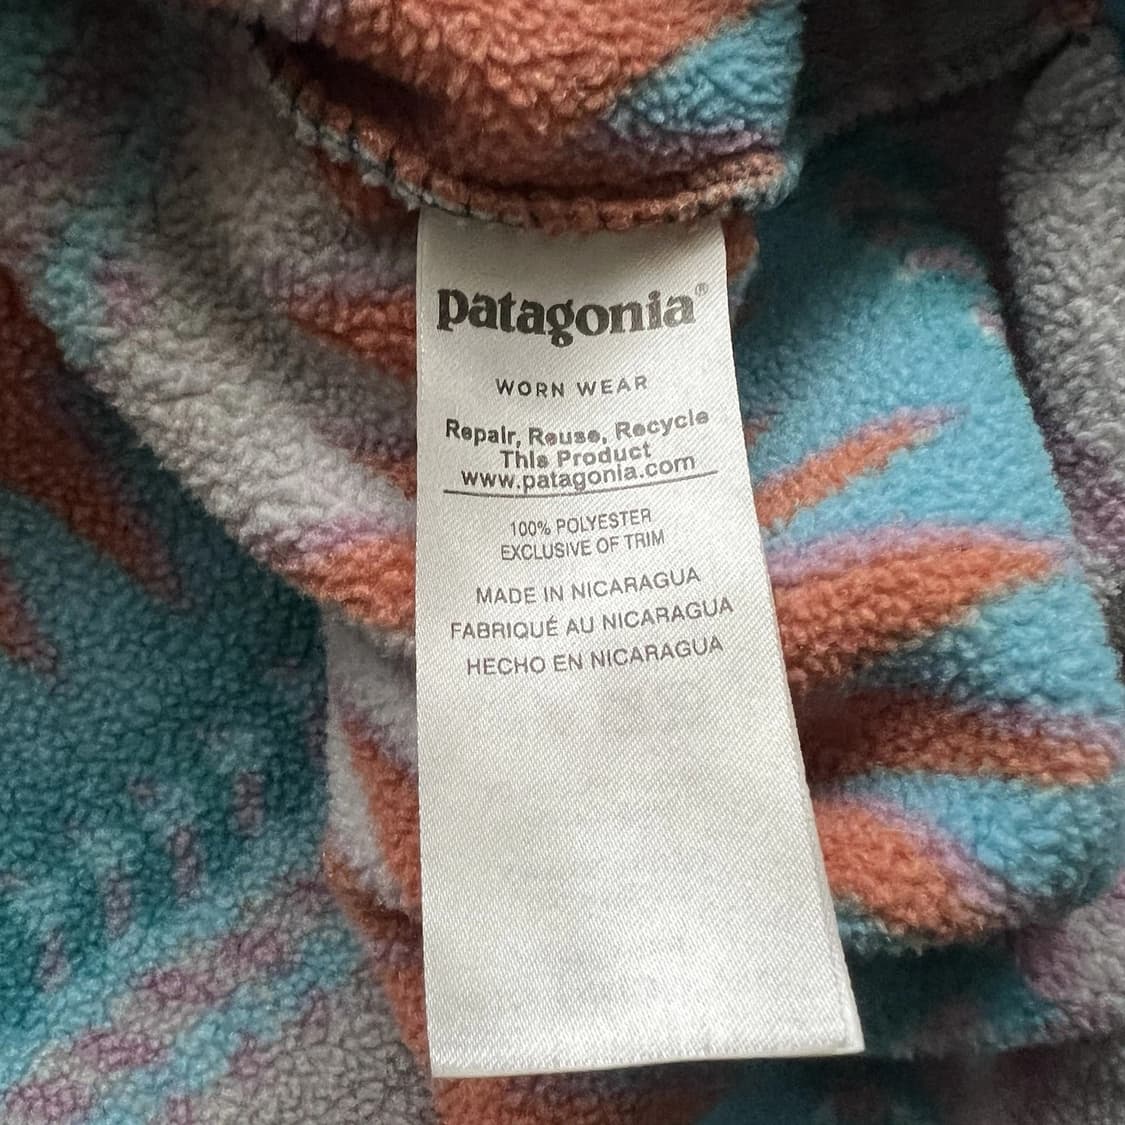 patagonia®
WORN WEAR
Repair, Reuse, Recycle
This Product
www.patagonia.com
100% POLYESTER
EXCLUSIVE OF TRIM
MADE IN NICARAGUA
FABRIQUÉ AU NICARAGUA
HECHO EN NICARAGUA